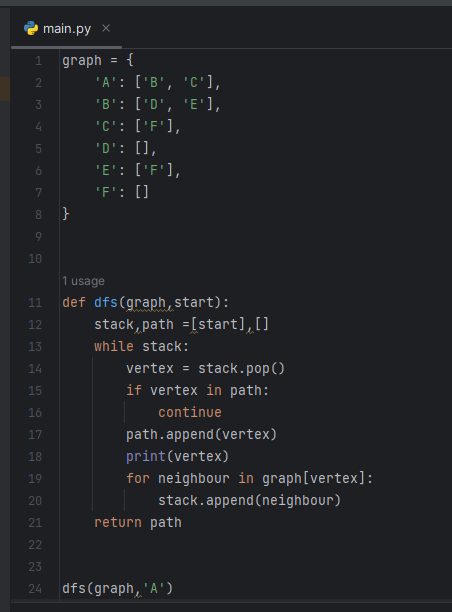 main.py ×
1 graph = {
2     'A': ['B', 'C'],
3     'B': ['D', 'E'],
4     'C': ['F'],
5     'D': [],
6     'E': ['F'],
7     'F': []
8 }
9
10
1 usage
11 def dfs(graph,start):
12     stack,path =[start],[]
13     while stack:
14         vertex = stack.pop()
15         if vertex in path:
16             continue
17         path.append(vertex)
18         print(vertex)
19         for neighbour in graph[vertex]:
20             stack.append(neighbour)
21     return path
22
23
24 dfs(graph,'A')